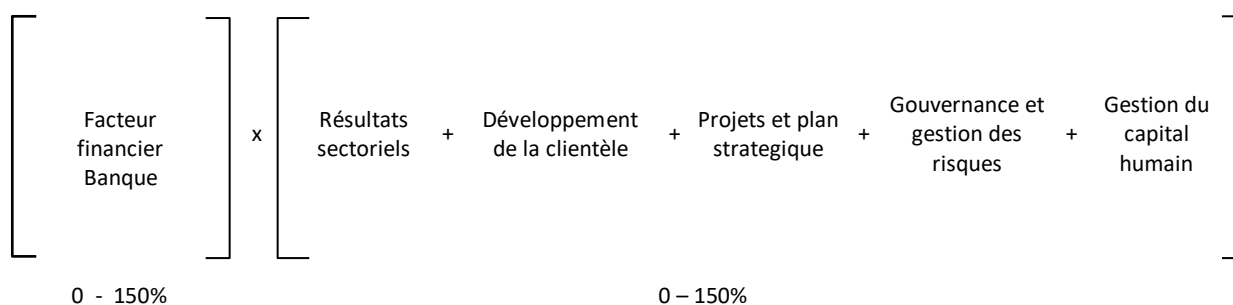 Facteur
financier
Banque
x
Résultats
sectoriels
+
Développement
de la clientèle
+
Projets et plan
strategique
+
Gouvernance et
gestion des
risques
+
Gestion du
capital
humain
0 - 150%
0 – 150%